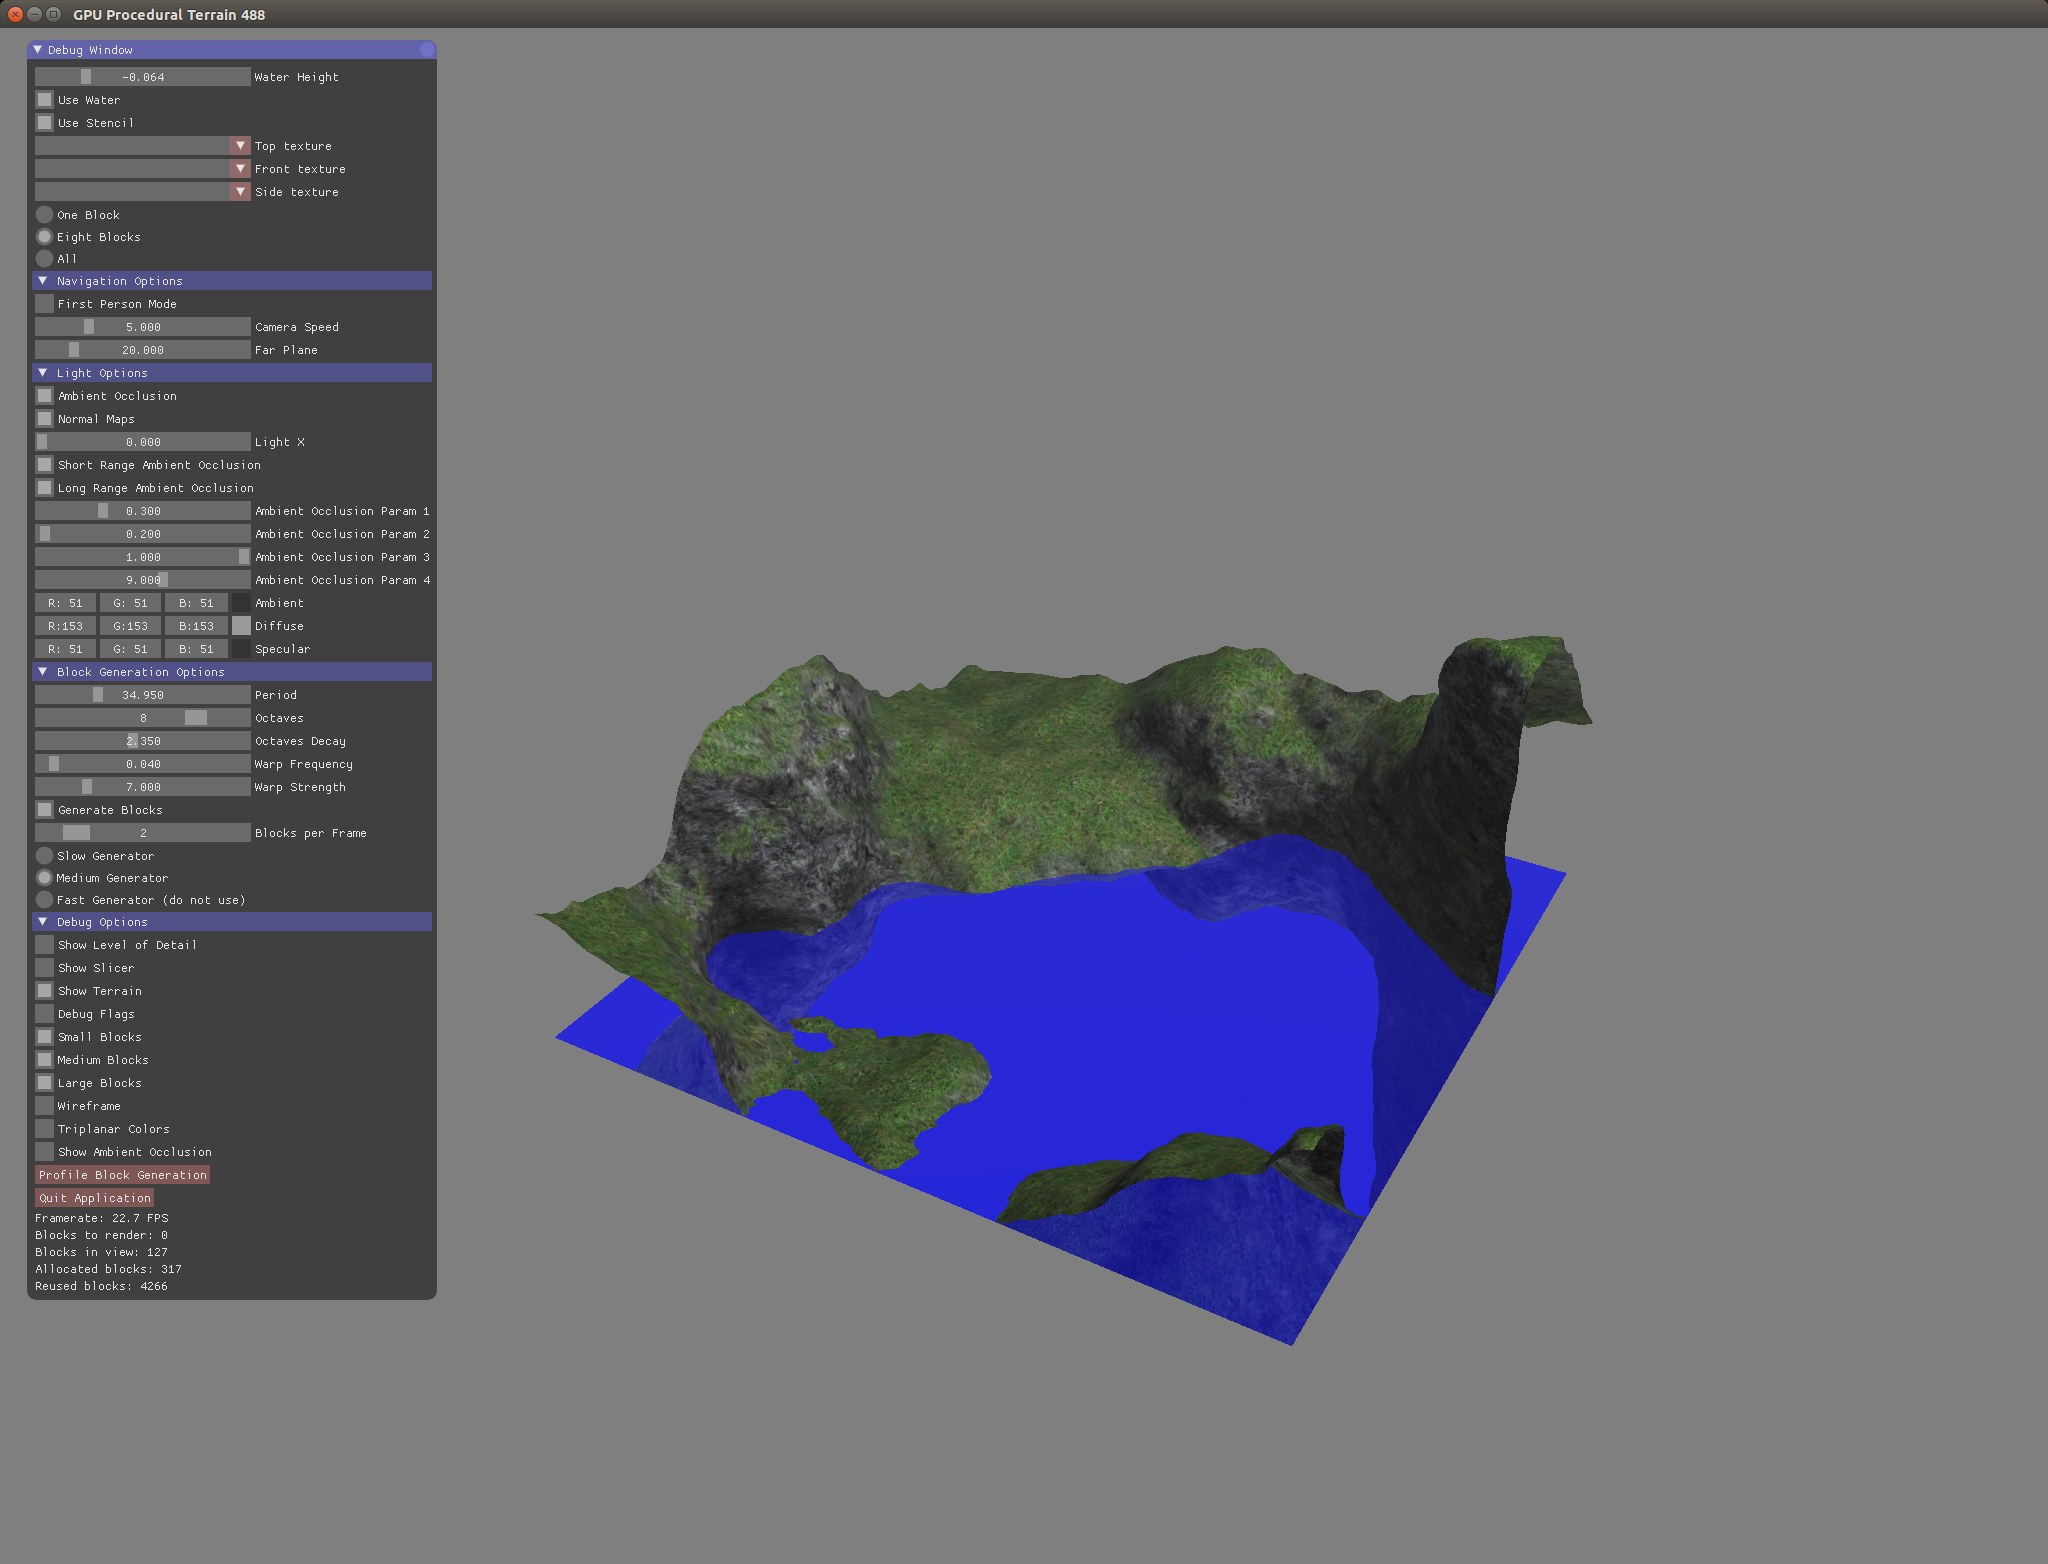 GPU Procedural Terrain 488
Debug Window
-0.064 Water Height
Use Water
Use Stencil
Top texture
Front texture
Side texture
One Block
Eight Blocks
All
Navigation Options
First Person Mode
5.000 Camera Speed
20.000 Far Plane
Light Options
Ambient Occlusion
Normal Maps
0.000 Light X
Short Range Ambient Occlusion
Long Range Ambient Occlusion
0.300 Ambient Occlusion Param 1
0.200 Ambient Occlusion Param 2
1.000 Ambient Occlusion Param 3
9.000 Ambient Occlusion Param 4
R: 51 G: 51 B: 51 Ambient
R:153 G:153 B:153 Diffuse
R: 51 G: 51 B: 51 Specular
Block Generation Options
34.950 Period
8 Octaves
2.350 Octaves Decay
0.040 Warp Frequency
7.000 Warp Strength
Generate Blocks
2 Blocks per Frame
Slow Generator
Medium Generator
Fast Generator (do not use)
Debug Options
Show Level of Detail
Show Slicer
Show Terrain
Debug Flags
Small Blocks
Medium Blocks
Large Blocks
Wireframe
Triplanar Colors
Show Ambient Occlusion
Profile Block Generation
Quit Application
Framerate: 22.7 FPS
Blocks to render: 0
Blocks in view: 127
Allocated blocks: 317
Reused blocks: 4266